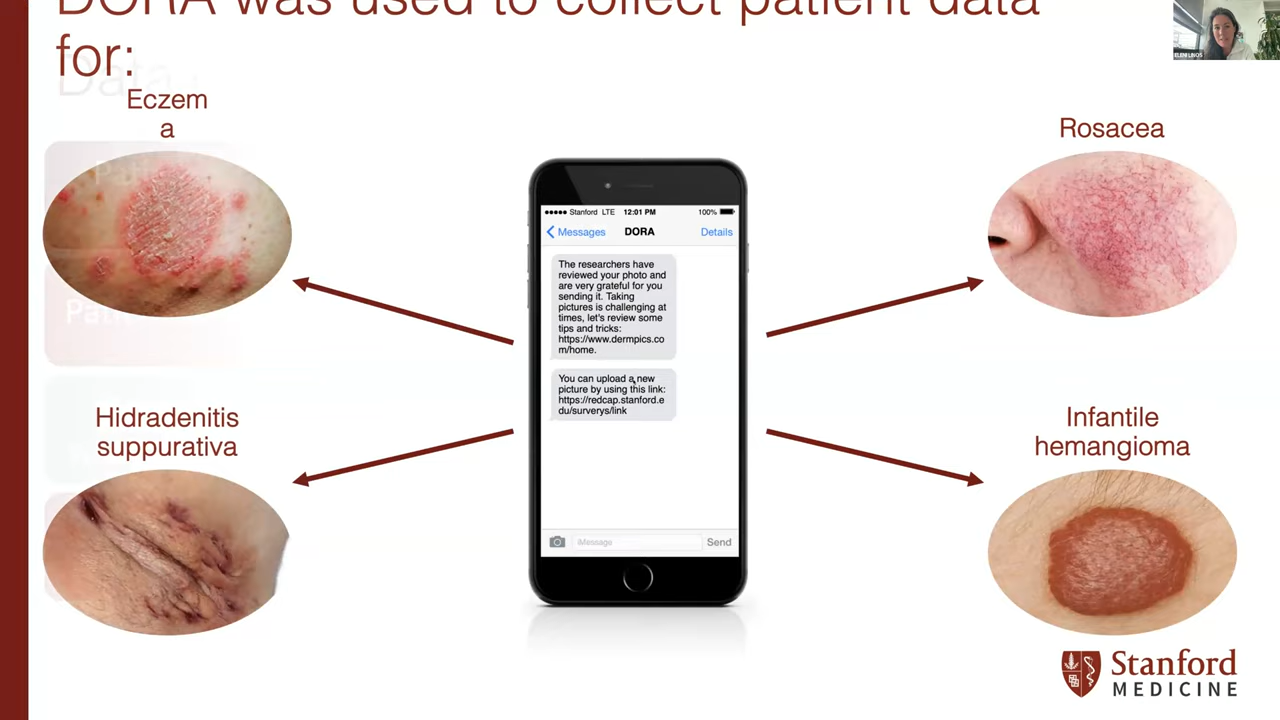 DORA was used to collect patient data
for:
ELENI LINOS
Eczem
a
Rosacea
Stanford LTE 12:01 PM 100%
Messages DORA Details
The researchers have
reviewed your photo and
are very grateful for you
sending it. Taking
pictures is challenging at
times, let's review some
tips and tricks:
https://www.dermpics.co
m/home.
You can upload a new
picture by using this link:
https://redcap.stanford.e
du/surverys/link
iMessage Send
Hidradenitis
suppurativa
Infantile
hemangioma
Stanford
MEDICINE